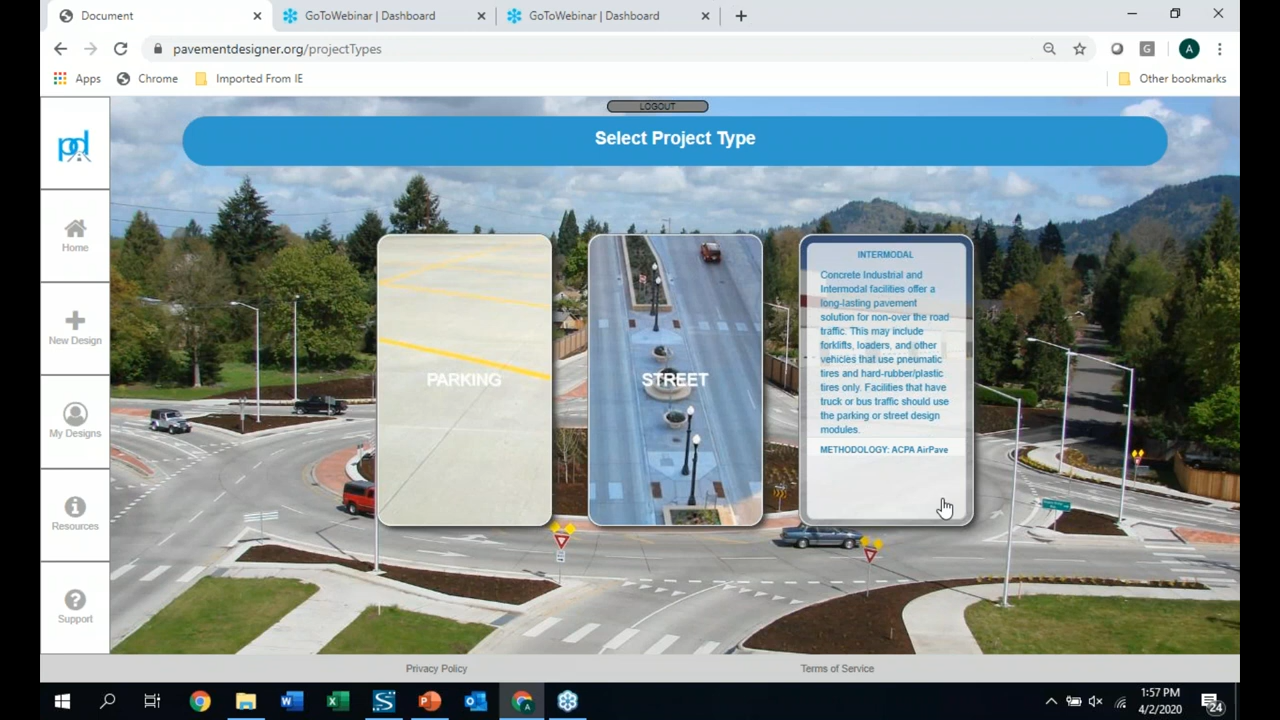 Document
GoToWebinar | Dashboard
GoToWebinar | Dashboard
pavementdesigner.org/projectTypes
G
A
Apps
Chrome
Imported From IE
Other bookmarks
LOGOUT
pd
Select Project Type
Home
New Design
My Designs
Resources
Support
PARKING
STREET
INTERMODAL
Concrete Industrial and
Intermodal facilities offer a
long-lasting pavement
solution for non-over the road
traffic. This may include
forklifts, loaders, and other
vehicles that use pneumatic
tires and hard-rubber/plastic
tires only. Facilities that have
truck or bus traffic should use
the parking or street design
modules.
METHODOLOGY: ACPA AirPave
Privacy Policy
Terms of Service
1:57 PM
4/2/2020
24